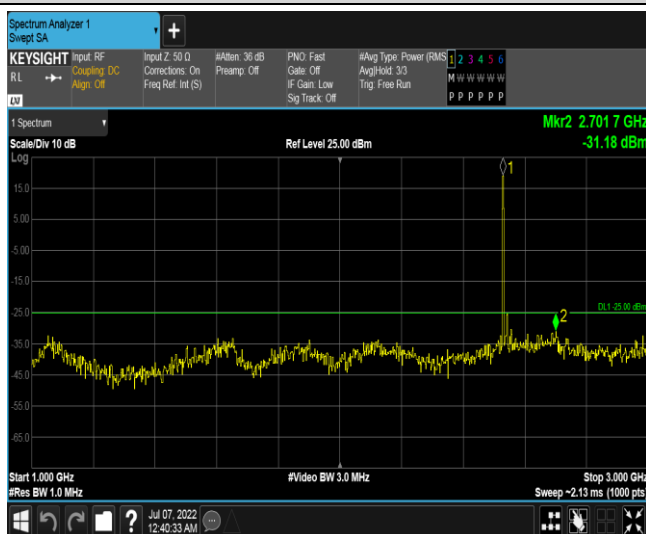 Spectrum Analyzer 1
Swept SA
+
KEYSIGHT
RL
LXI
Input: RF
Coupling: DC
Align: Off
Input Z: 50 Ω
Corrections: On
Freq Ref: Int (S)
#Atten: 36 dB
Preamp: Off
PNO: Fast
Gate: Off
IF Gain: Low
Sig Track: Off
#Avg Type: Power (RMS
Avg|Hold: 3/3
Trig: Free Run
1 2 3 4 5 6
M W W W W W
P P P P P P
1 Spectrum
Mkr2 2.701 7 GHz
Scale/Div 10 dB
Ref Level 25.00 dBm
-31.18 dBm
Log
1
15.0
5.00
-5.00
-15.0
-25.0
DL1 -25.00 dBm
2
-35.0
-45.0
-55.0
-65.0
Start 1.000 GHz
#Video BW 3.0 MHz
Stop 3.000 GHz
#Res BW 1.0 MHz
Sweep ~2.13 ms (1000 pts)
?
Jul 07, 2022
12:40:33 AM